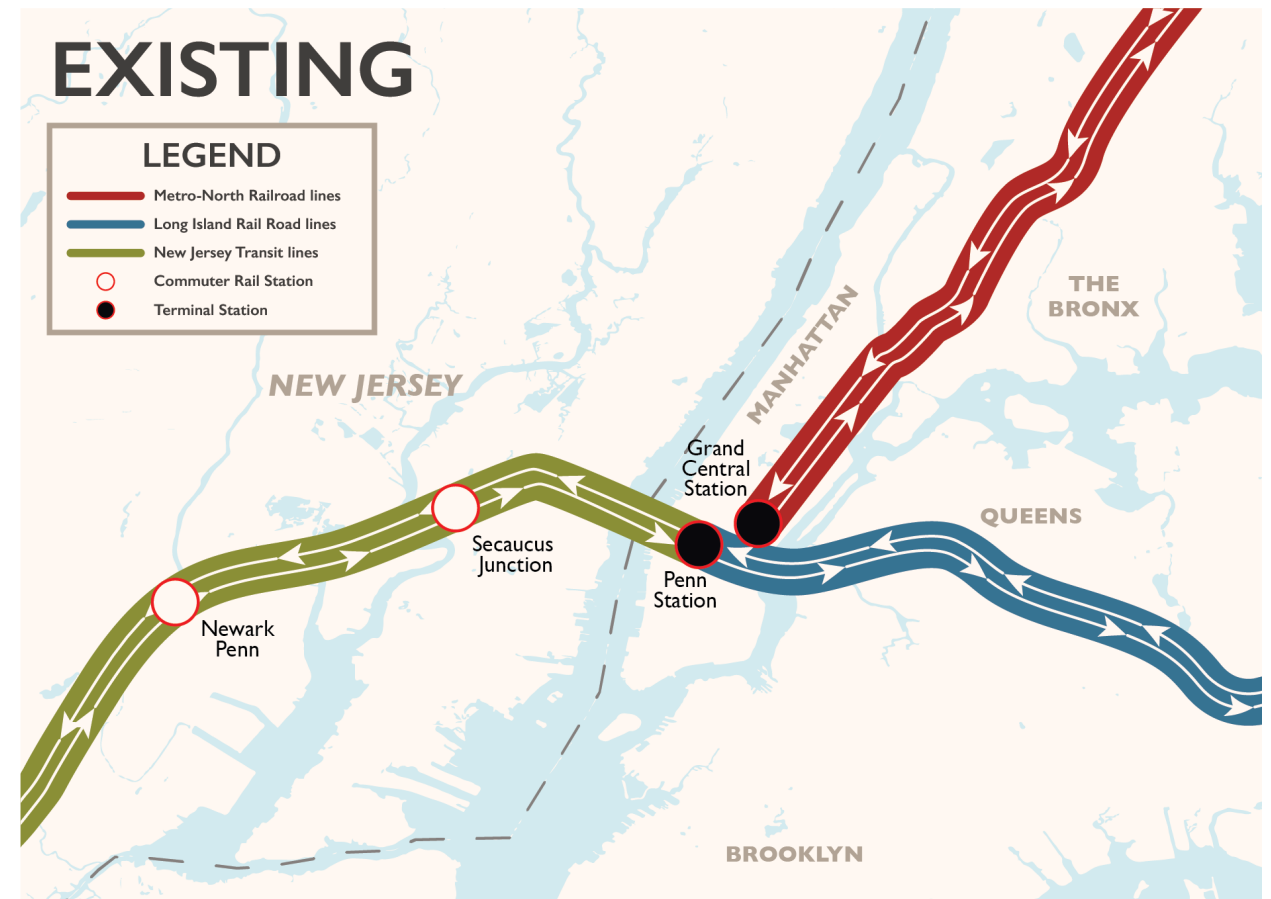 EXISTING
LEGEND
Metro-North Railroad lines
Long Island Rail Road lines
New Jersey Transit lines
Commuter Rail Station
Terminal Station
THE
BRONX
MANHATTAN
NEW JERSEY
Grand
Central
Station
QUEENS
Secaucus
Junction
Penn
Station
Newark
Penn
BROOKLYN